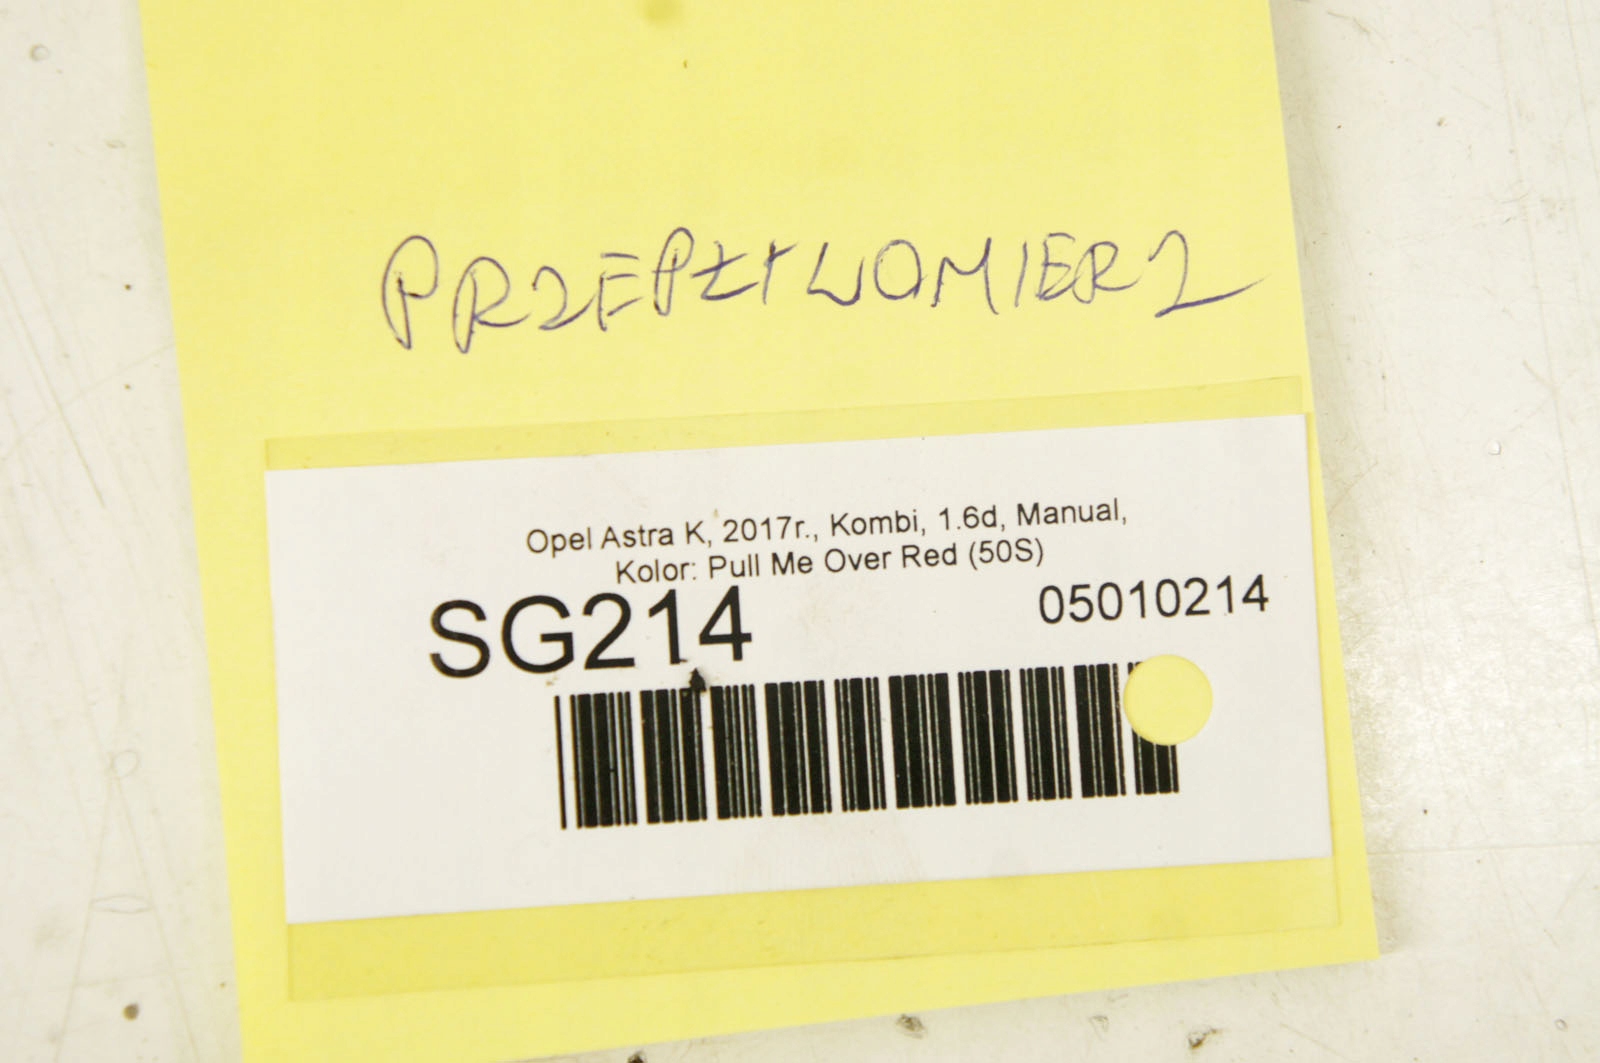 PRZEPŁYWOMIERZ
Opel Astra K, 2017r., Kombi, 1.6d, Manual,
Kolor: Pull Me Over Red (50S)
SG214
05010214